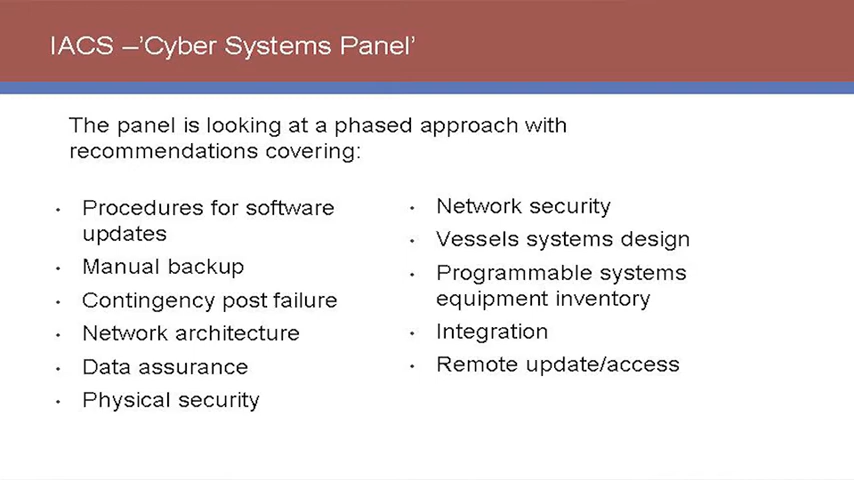 IACS –’Cyber Systems Panel’
The panel is looking at a phased approach with
recommendations covering:
• Procedures for software
updates
• Manual backup
• Contingency post failure
• Network architecture
• Data assurance
• Physical security
• Network security
• Vessels systems design
• Programmable systems
equipment inventory
• Integration
• Remote update/access